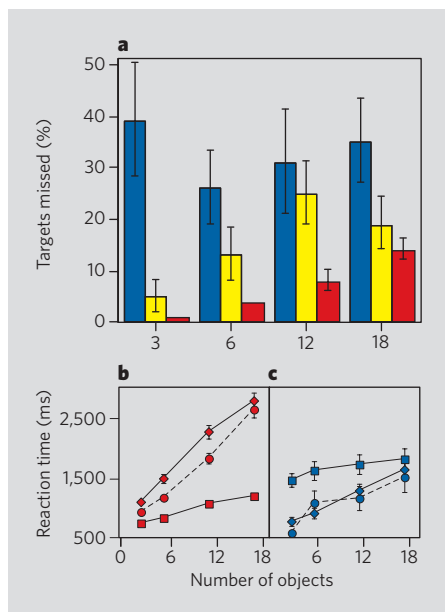 a
50
40
30
20
10
0
Targets missed (%)
3 6 12 18
b c
2,500
1,500
500
Reaction time (ms)
0 6 12 18 6 12 18
Number of objects